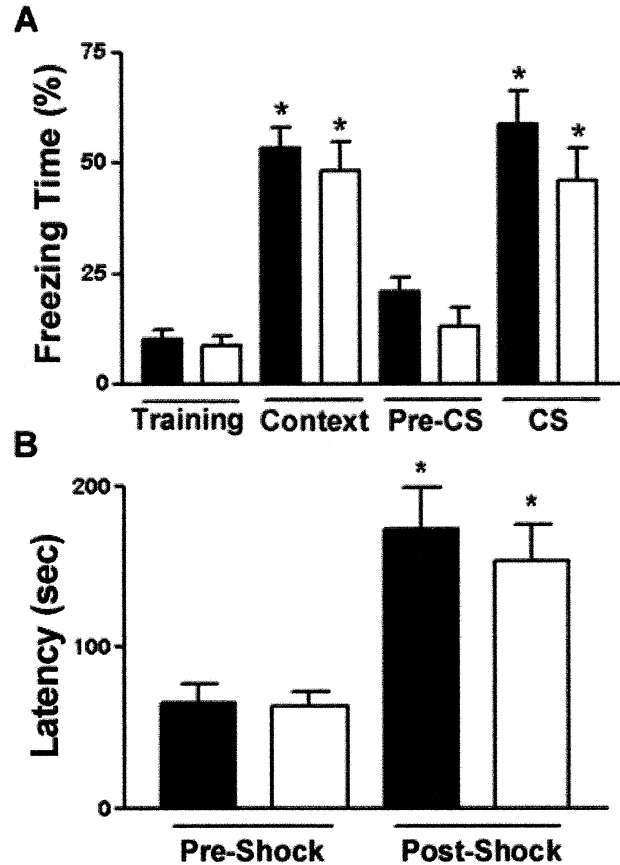 A
Freezing Time (%)
75
50
25
0
* * * *
Training Context Pre-CS CS
B
Latency (sec)
200
100
0
* *
Pre-Shock Post-Shock